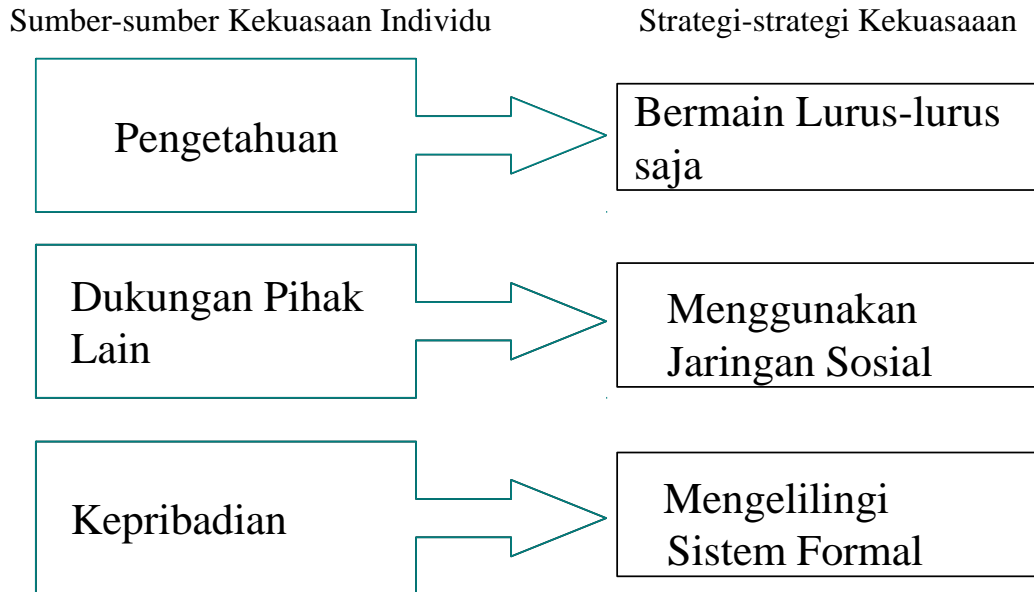 Sumber-sumber Kekuasaan Individu
Strategi-strategi Kekuasaaan
Pengetahuan
Bermain Lurus-lurus
saja
Dukungan Pihak
Lain
Menggunakan
Jaringan Sosial
Kepribadian
Mengelilingi
Sistem Formal